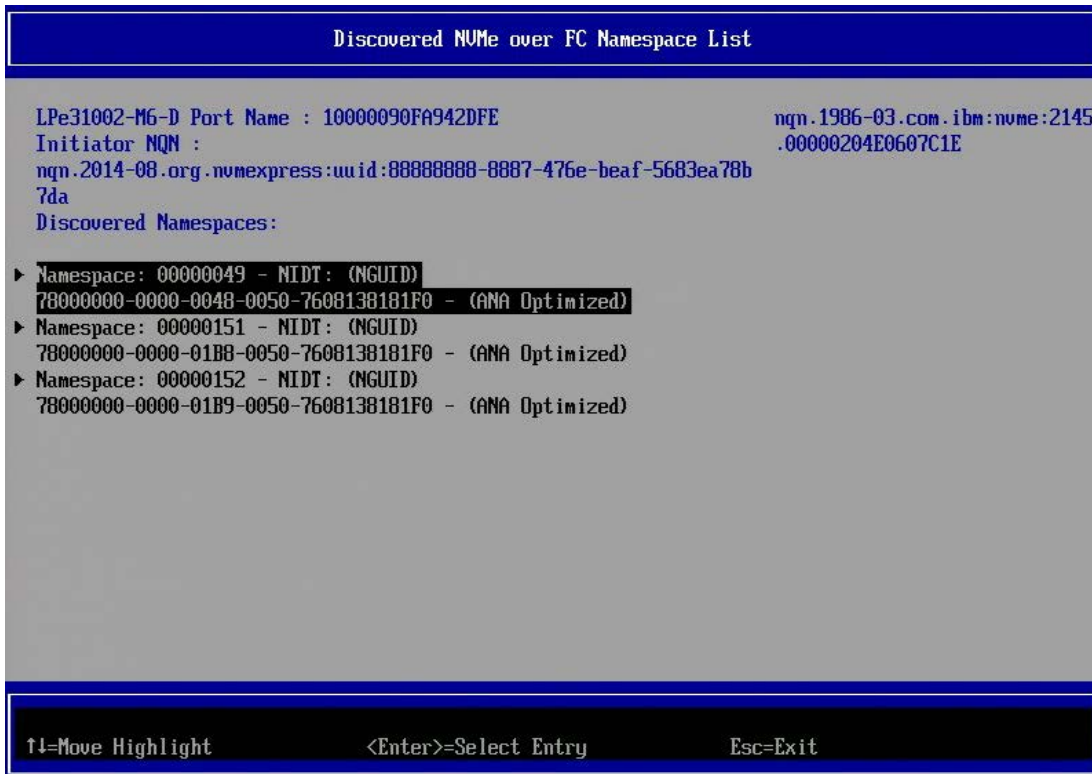 Discovered NVMe over FC Namespace List
LPe31002-M6-D Port Name : 10000090FA942DFE
Initiator NQN :
nqn.2014-08.org.nvmexpress:uuid:88888888-8887-476e-beaf-5683ea78b
7da
Discovered Namespaces:
nqn.1986-03.com.ibm:nvme:2145
.00000204E0607C1E
Namespace: 00000049 - NIDT: (NGUID)
78000000-0000-0048-0050-7608138181F0 - (ANA Optimized)
Namespace: 00000151 - NIDT: (NGUID)
78000000-0000-01B8-0050-7608138181F0 - (ANA Optimized)
Namespace: 00000152 - NIDT: (NGUID)
78000000-0000-01B9-0050-7608138181F0 - (ANA Optimized)
↑↓=Move Highlight <Enter>=Select Entry Esc=Exit